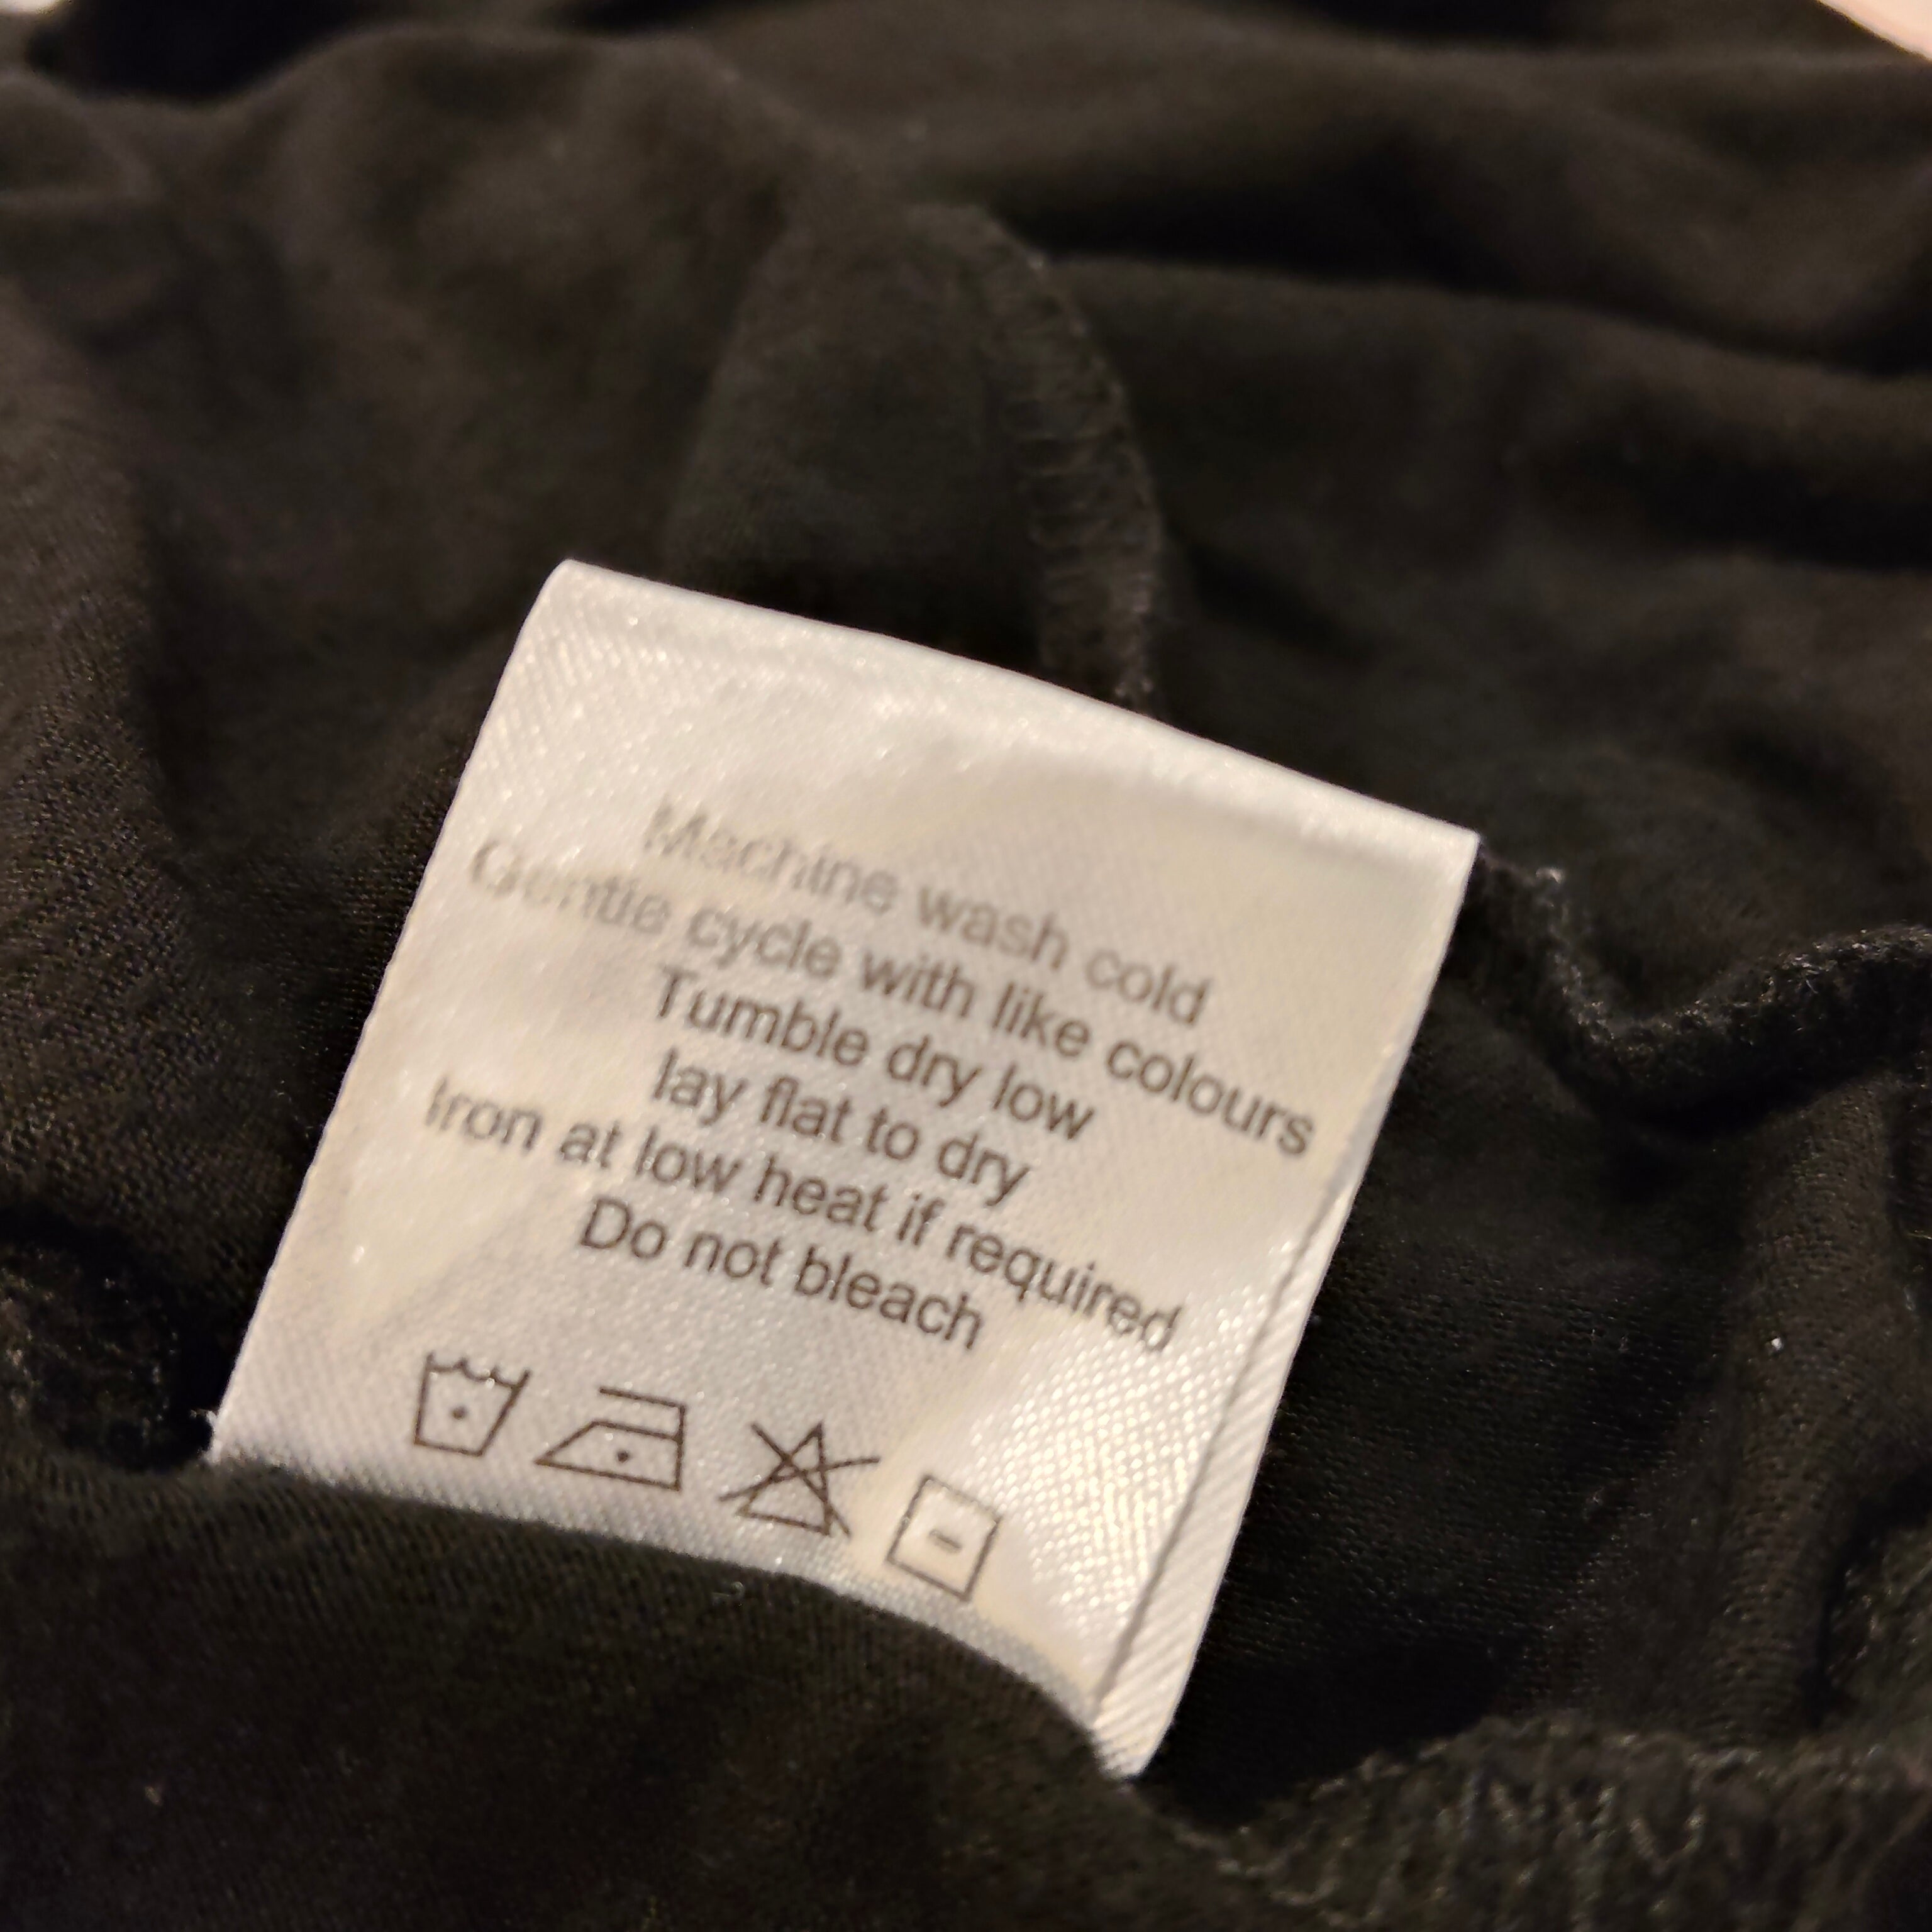 Machine wash cold
Gentle cycle with like colours
Tumble dry low
lay flat to dry
Iron at low heat if required
Do not bleach